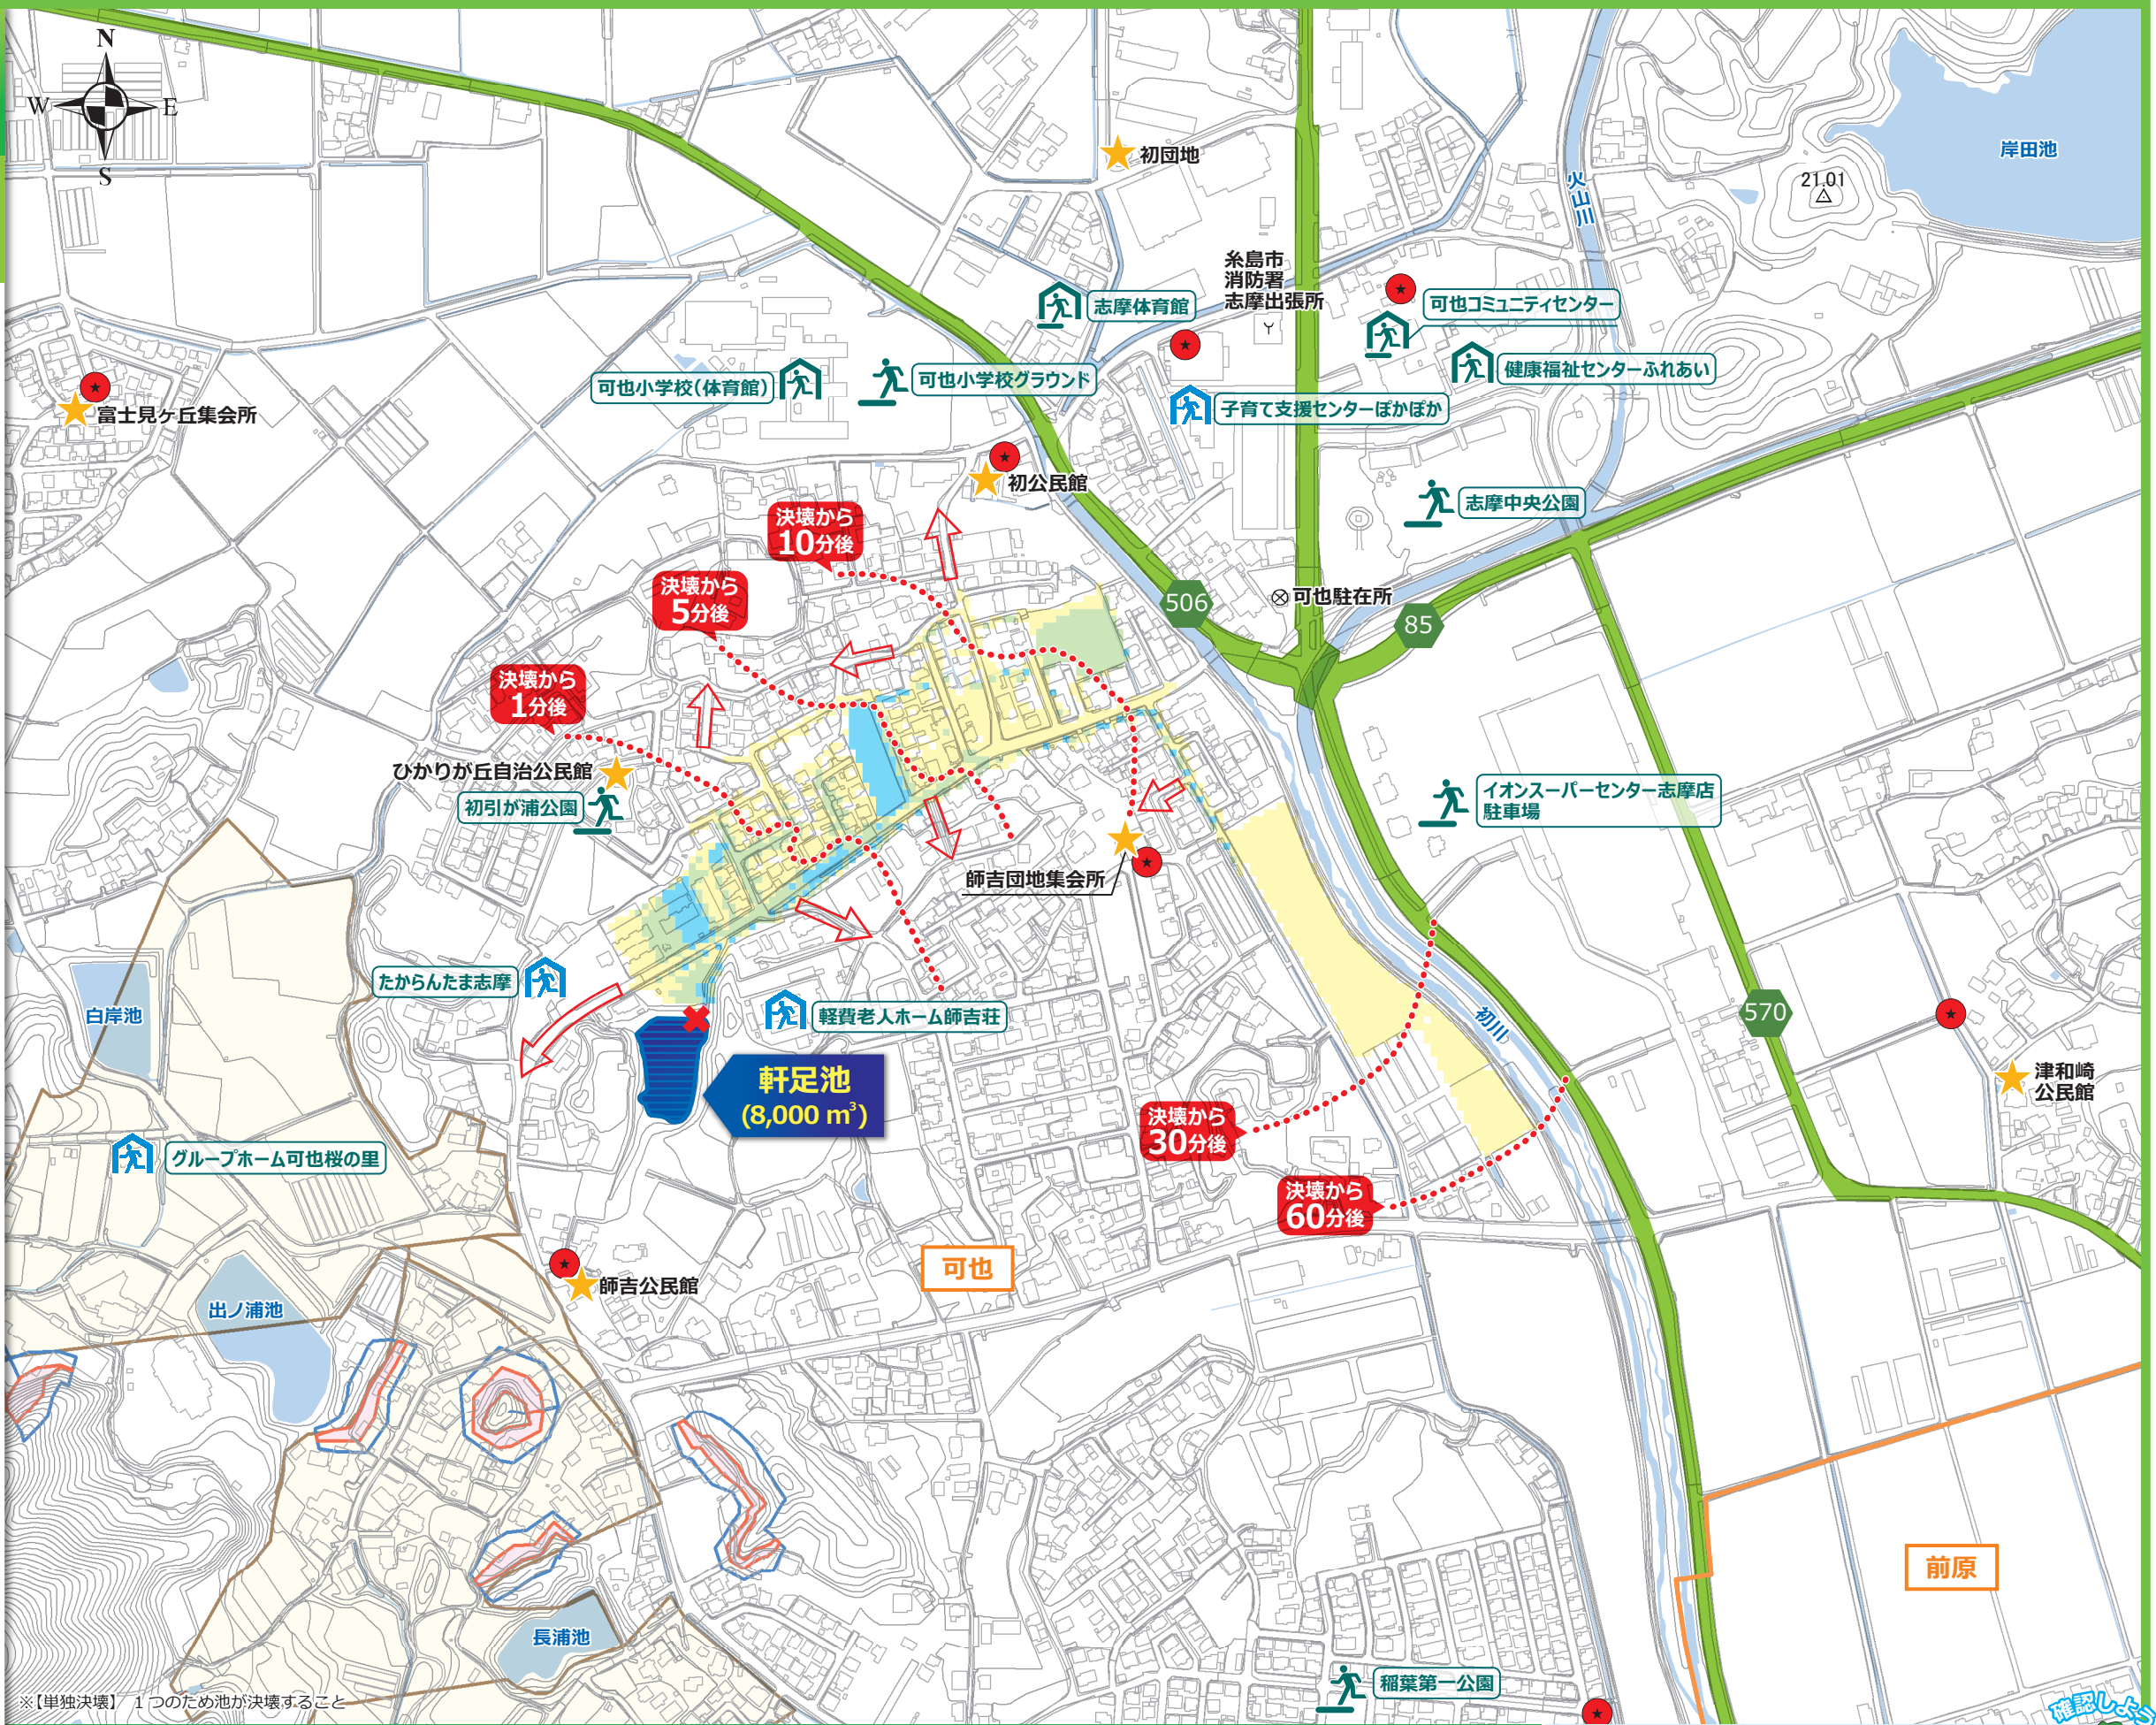 N
W
E
S
初団地
火山川
岸田池
21.01
糸島市
消防署
志摩出張所
志摩体育館
可也コミュニティセンター
健康福祉センターふれあい
可也小学校(体育館)
可也小学校グラウンド
子育て支援センターぽかぽか
富士見ヶ丘集会所
初公民館
志摩中央公園
決壊から
10分後
決壊から
5分後
506
可也駐在所
85
決壊から
1分後
ひかりが丘自治公民館
初引が浦公園
イオンスーパーセンター志摩店
駐車場
師吉団地集会所
たからんたま志摩
白岸池
軽費老人ホーム師吉荘
初川
570
軒足池
(8,000 m³)
津和崎
公民館
決壊から
30分後
グループホーム可也桜の里
決壊から
60分後
可也
師吉公民館
出ノ浦池
前原
長浦池
稲葉第一公園
※【単独決壊】 1つのため池が決壊すること
確認しよう